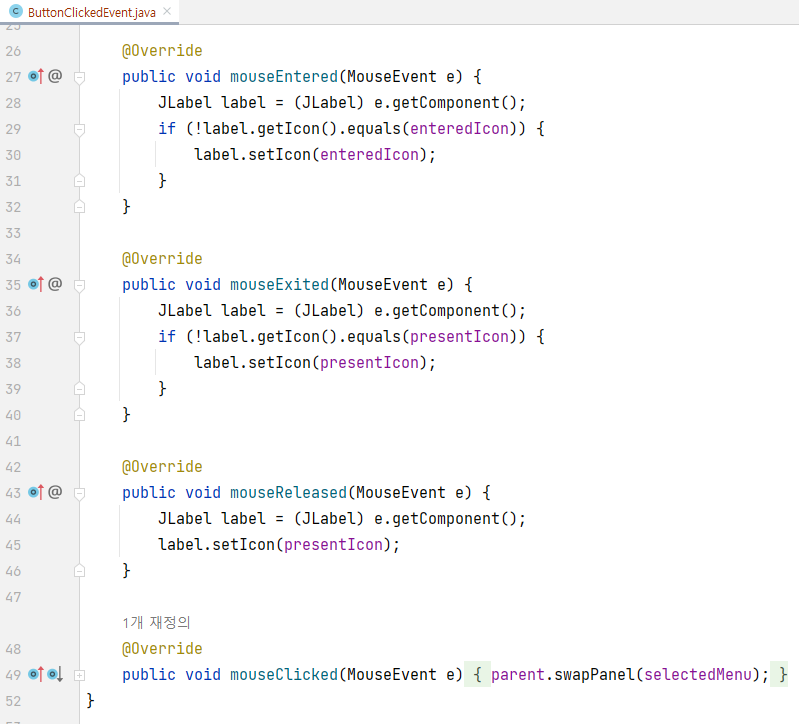 C ButtonClickedEvent.java ×
25
26 @Override
27 @ public void mouseEntered(MouseEvent e) {
28 JLabel label = (JLabel) e.getComponent();
29 if (!label.getIcon().equals(enteredIcon)) {
30 label.setIcon(enteredIcon);
31 }
32 }
33
34 @Override
35 @ public void mouseExited(MouseEvent e) {
36 JLabel label = (JLabel) e.getComponent();
37 if (!label.getIcon().equals(presentIcon)) {
38 label.setIcon(presentIcon);
39 }
40 }
41
42 @Override
43 @ public void mouseReleased(MouseEvent e) {
44 JLabel label = (JLabel) e.getComponent();
45 label.setIcon(presentIcon);
46 }
47
1개 재정의
48 @Override
49 public void mouseClicked(MouseEvent e) { parent.swapPanel(selectedMenu); }
52 }